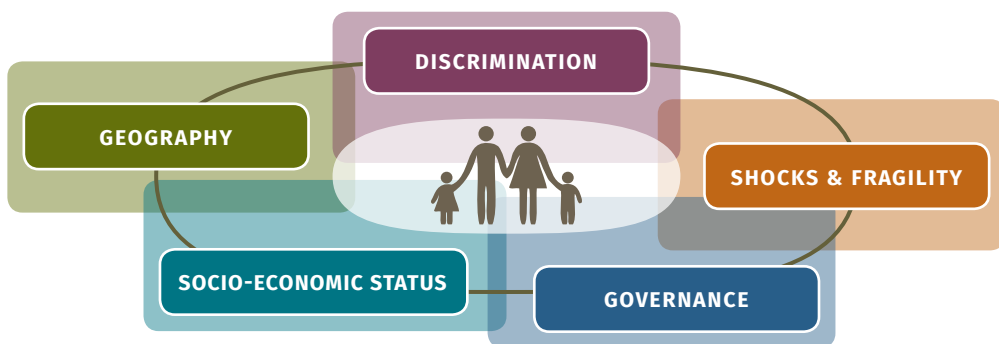 DISCRIMINATION
GEOGRAPHY
SHOCKS & FRAGILITY
SOCIO-ECONOMIC STATUS
GOVERNANCE